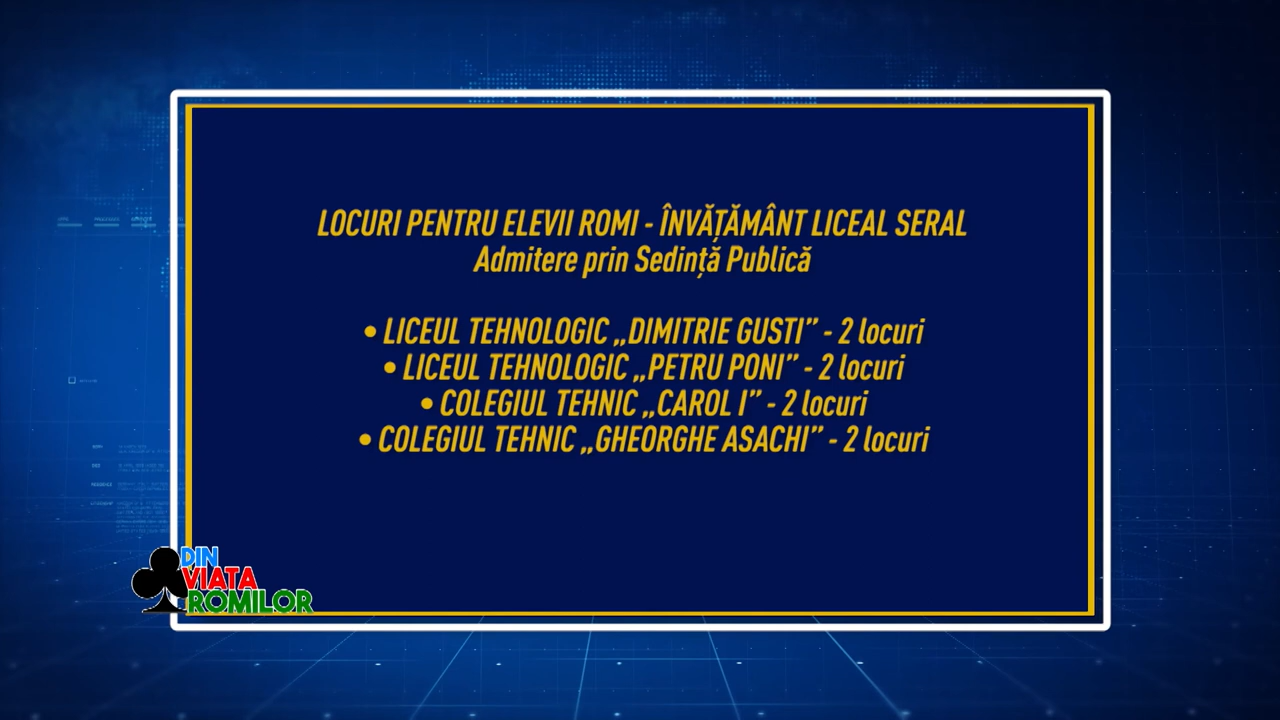 LOCURI PENTRU ELEVII ROMI - ÎNVĂȚĂMÂNT LICEAL SERAL
Admitere prin Sedință Publică
• LICEUL TEHNOLOGIC „DIMITRIE GUSTI” - 2 locuri
• LICEUL TEHNOLOGIC „PETRU PONI” - 2 locuri
• COLEGIUL TEHNIC „CAROL I” - 2 locuri
• COLEGIUL TEHNIC „GHEORGHE ASACHI” - 2 locuri
DIN
VIATA
ROMILOR